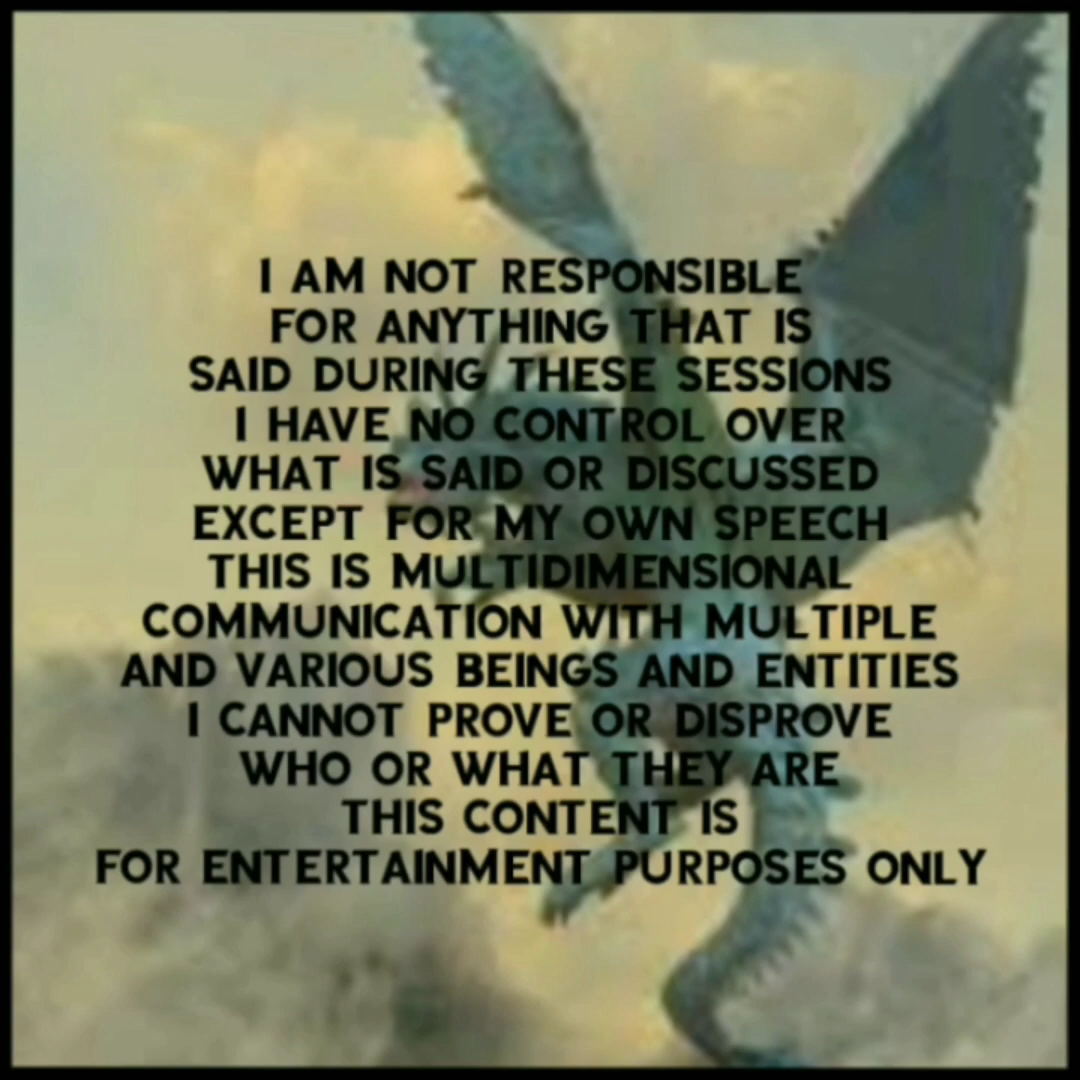 I AM NOT RESPONSIBLE
FOR ANYTHING THAT IS
SAID DURING THESE SESSIONS
I HAVE NO CONTROL OVER
WHAT IS SAID OR DISCUSSED
EXCEPT FOR MY OWN SPEECH
THIS IS MULTIDIMENSIONAL
COMMUNICATION WITH MULTIPLE
AND VARIOUS BEINGS AND ENTITIES
I CANNOT PROVE OR DISPROVE
WHO OR WHAT THEY ARE
THIS CONTENT IS
FOR ENTERTAINMENT PURPOSES ONLY